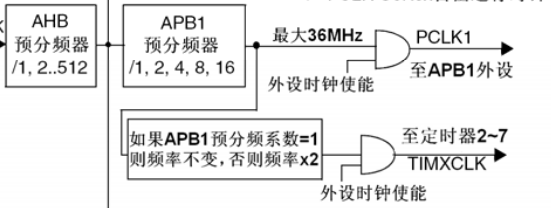 AHB
预分频器
/1, 2..512
APB1
预分频器
/1, 2, 4, 8, 16
最大36MHz
外设时钟使能
PCLK1
至APB1外设
如果APB1预分频系数=1
则频率不变，否则频率x2
外设时钟使能
至定时器2~7
TIMXCLK